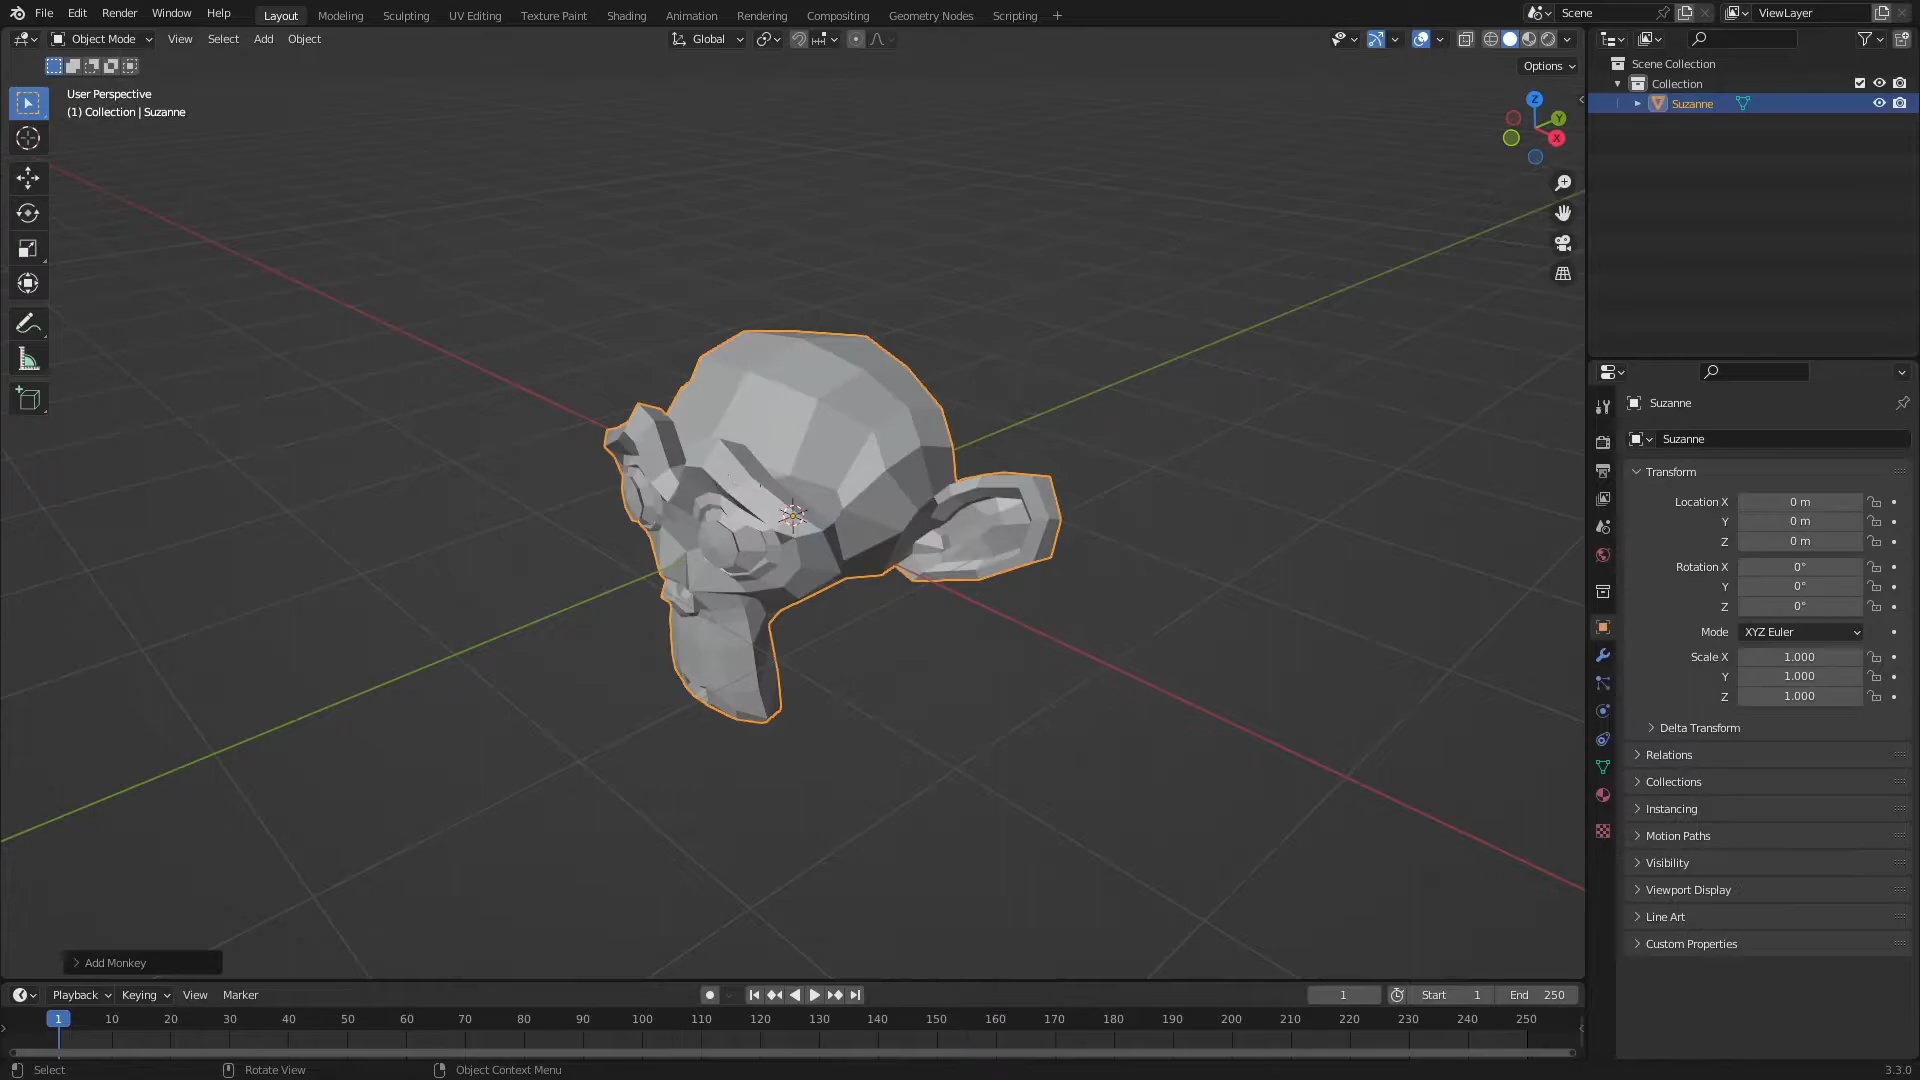 File Edit Render Window Help Layout Modeling Sculpting UV Editing Texture Paint Shading Animation Rendering Compositing Geometry Nodes Scripting + Scene ViewLayer
Object Mode View Select Add Object Global
Options
User Perspective
(1) Collection | Suzanne
Z
Y
X
Scene Collection
Collection
Suzanne
Suzanne
Suzanne
Transform
Location X 0 m
Y 0 m
Z 0 m
Rotation X 0°
Y 0°
Z 0°
Mode XYZ Euler
Scale X 1.000
Y 1.000
Z 1.000
Delta Transform
Relations
Collections
Instancing
Motion Paths
Visibility
Viewport Display
Line Art
Custom Properties
Add Monkey
Playback Keying View Marker 1 Start 1 End 250
1 10 20 30 40 50 60 70 80 90 100 110 120 130 140 150 160 170 180 190 200 210 220 230 240 250
Select Rotate View Object Context Menu 3.3.0